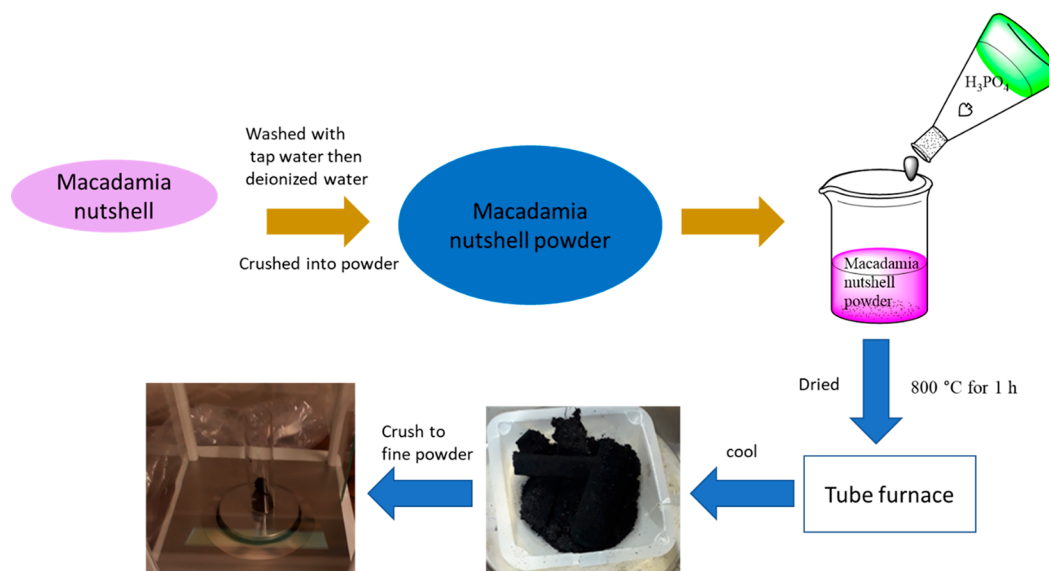 Macadamia
nutshell
Washed with
tap water then
deionized water
Crushed into powder
Macadamia
nutshell powder
H₃PO₄
Macadamia
nutshell
powder
Dried
800 °C for 1 h
Tube furnace
cool
Crush to
fine powder